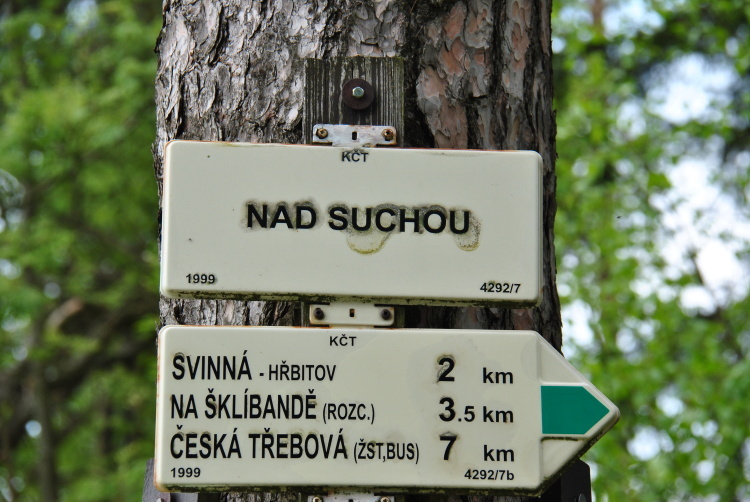 KČT
NAD SUCHOU
1999 4292/7
KČT
SVINNÁ - HŘBITOV 2 km
NA ŠKLÍBANDĚ (ROZC.) 3.5 km
ČESKÁ TŘEBOVÁ (ŽST,BUS) 7 km
1999 4292/7b